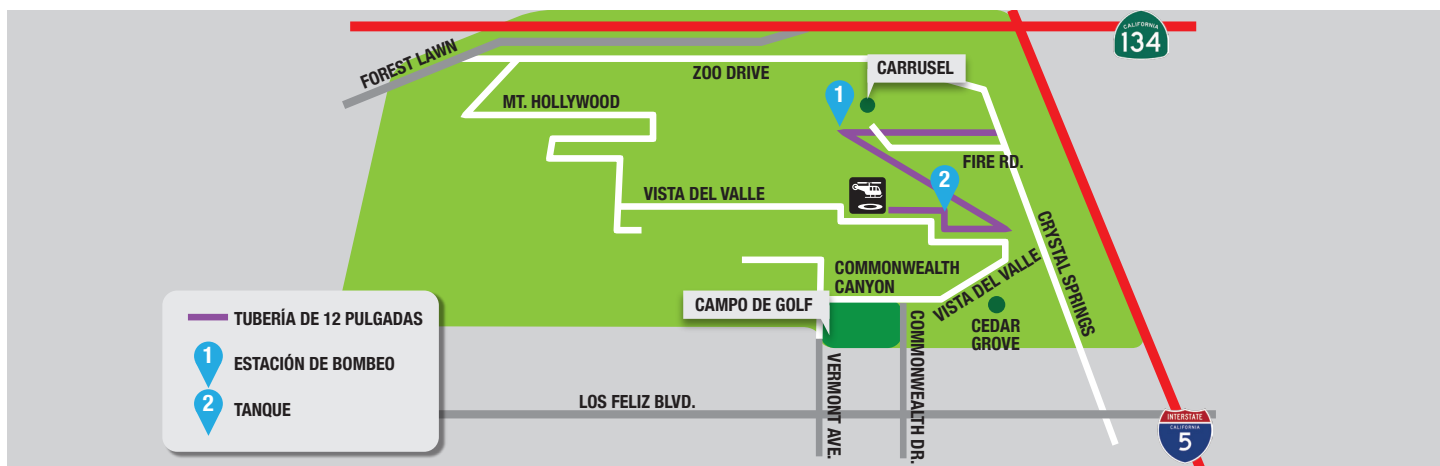 CALIFORNIA
134
FOREST LAWN
ZOO DRIVE
CARRUSEL
MT. HOLLYWOOD
1
FIRE RD.
2
VISTA DEL VALLE
CRYSTAL SPRINGS
COMMONWEALTH
CANYON
VISTA DEL VALLE
CAMPO DE GOLF
CEDAR
GROVE
COMMONWEALTH DR.
VERMONT AVE.
LOS FELIZ BLVD.
INTERSTATE
CALIFORNIA
5
TUBERÍA DE 12 PULGADAS
1 ESTACIÓN DE BOMBEO
2 TANQUE